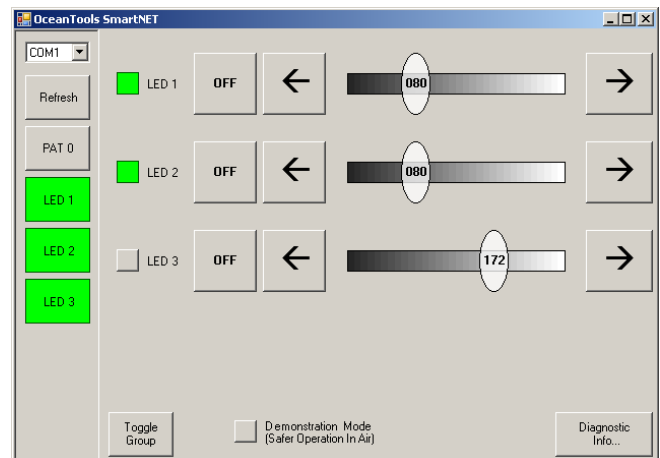 OceanTools SmartNET
COM1
Refresh
PAT 0
LED 1
LED 2
LED 3
LED 1 OFF 080
LED 2 OFF 080
LED 3 OFF 172
Toggle
Group
Demonstration Mode
(Safer Operation In Air)
Diagnostic
Info...